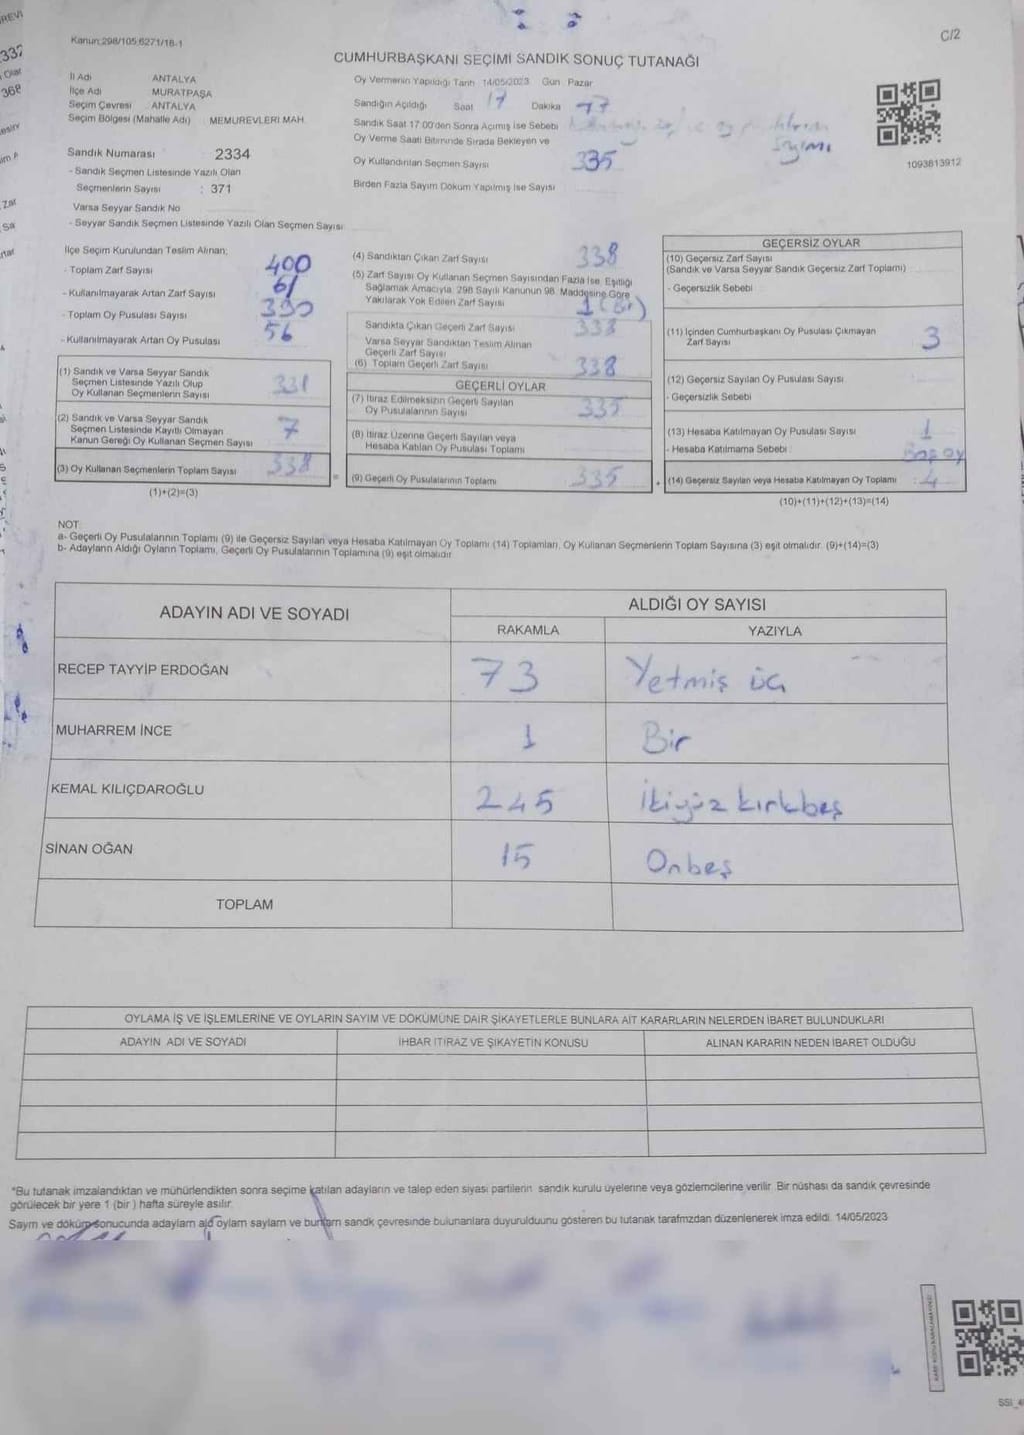 Kanun:298/105 6271/18-1
C/2
CUMHURBAŞKANI SEÇİMİ SANDIK SONUÇ TUTANAĞI
İl Adı ANTALYA
İlçe Adı MURATPAŞA
Seçim Çevresi ANTALYA
Seçim Bölgesi (Mahalle Adı) MEMUREVLERİ MAH.
Sandık Numarası 2334
- Sandık Seçmen Listesinde Yazılı Olan
Seçmenlerin Sayısı : 371
Varsa Seyyar Sandık No
- Seyyar Sandık Seçmen Listesinde Yazılı Olan Seçmen Sayısı
Oy Vermenin Yapıldığı Tarih 14/05/2023 Gün Pazar
Sandığın Açıldığı Saat 17 Dakika
Sandık Saat 17.00'den Sonra Açılmış İse Sebebi
Oy Verme Saati Bitiminde Sırada Bekleyen ve
Oy Kullandırılan Seçmen Sayısı 335
Birden Fazla Sayım Döküm Yapılmış İse Sayısı
sayımı
1093613912
İlçe Seçim Kurulundan Teslim Alınan;
- Toplam Zarf Sayısı 400
- Kullanılmayarak Artan Zarf Sayısı 61
- Toplam Oy Pusulası Sayısı 390
- Kullanılmayarak Artan Oy Pusulası 56
(1) Sandık ve Varsa Seyyar Sandık
Seçmen Listesinde Yazılı Olup
Oy Kullanan Seçmenlerin Sayısı 331
(2) Sandık ve Varsa Seyyar Sandık
Seçmen Listesinde Kayıtlı Olmayan
Kanun Gereği Oy Kullanan Seçmen Sayısı 7
(3) Oy Kullanan Seçmenlerin Toplam Sayısı 338
(1)+(2)=(3)
(4) Sandıktan Çıkan Zarf Sayısı 338
(5) Zarf Sayısı Oy Kullanan Seçmen Sayısından Fazla İse, Eşitliği
Sağlamak Amacıyla, 298 Sayılı Kanunun 98. Maddesine Göre
Yakılarak Yok Edilen Zarf Sayısı 1 (Bir)
Sandıkta Çıkan Geçerli Zarf Sayısı 338
Varsa Seyyar Sandıktan Teslim Alınan
Geçerli Zarf Sayısı
(6) Toplam Geçerli Zarf Sayısı 338
GEÇERLİ OYLAR
(7) İtiraz Edilmeksizin Geçerli Sayılan
Oy Pusulalarının Sayısı 335
(8) İtiraz Üzerine Geçerli Sayılan veya
Hesaba Katılan Oy Pusulası Toplamı
(9) Geçerli Oy Pusulalarının Toplamı 335
GEÇERSİZ OYLAR
(10) Geçersiz Zarf Sayısı
(Sandık ve Varsa Seyyar Sandık Geçersiz Zarf Toplamı)
- Geçersizlik Sebebi
(11) İçinden Cumhurbaşkanı Oy Pusulası Çıkmayan
Zarf Sayısı 3
(12) Geçersiz Sayılan Oy Pusulası Sayısı
- Geçersizlik Sebebi
(13) Hesaba Katılmayan Oy Pusulası Sayısı 1
- Hesaba Katılmama Sebebi Boş oy
(14) Geçersiz Sayılan veya Hesaba Katılmayan Oy Toplamı : 4
(10)+(11)+(12)+(13)=(14)
NOT:
a- Geçerli Oy Pusulalarının Toplamı (9) ile Geçersiz Sayılan veya Hesaba Katılmayan Oy Toplamı (14) Toplamları, Oy Kullanan Seçmenlerin Toplam Sayısına (3) eşit olmalıdır. (9)+(14)=(3)
b- Adayların Aldığı Oyların Toplamı, Geçerli Oy Pusulalarının Toplamına (9) eşit olmalıdır
ADAYIN ADI VE SOYADI ALDIĞI OY SAYISI
RAKAMLA YAZIYLA
RECEP TAYYİP ERDOĞAN 73 Yetmiş üç
MUHARREM İNCE 1 Bir
KEMAL KILIÇDAROĞLU 245 İkiyüz kırkbeş
SİNAN OĞAN 15 Onbeş
TOPLAM
OYLAMA İŞ VE İŞLEMLERİNE VE OYLARIN SAYIM VE DÖKÜMÜNE DAİR ŞİKAYETLERLE BUNLARA AİT KARARLARIN NELERDEN İBARET BULUNDUKLARI
ADAYIN ADI VE SOYADI İHBAR İTİRAZ VE ŞİKAYETİN KONUSU ALINAN KARARIN NEDEN İBARET OLDUĞU
*Bu tutanak imzalandıktan ve mühürlendikten sonra seçime katılan adayların ve talep eden siyasi partilerin sandık kurulu üyelerine veya gözlemcilerine verilir. Bir nüshası da sandık çevresinde
görülecek bir yere 1 (bir) hafta süreyle asılır.
Sayım ve döküm sonucunda adayların oyların sayıları ve bunların sandık çevresinde bulunanlara duyurulduunu gösteren bu tutanak tarafmzdan düzenlenerek imza edildi. 14/05/2023